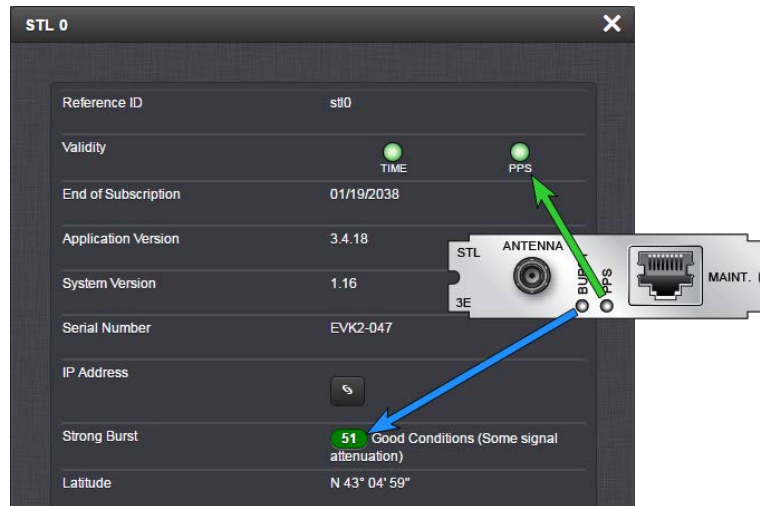 STL 0
Reference ID stl0
Validity
TIME PPS
End of Subscription 01/19/2038
Application Version 3.4.18
STL ANTENNA
PPS
MAINT.
3E
System Version 1.16
Serial Number EVK2-047
IP Address
Strong Burst 51 Good Conditions (Some signal
attenuation)
Latitude N 43° 04' 59"